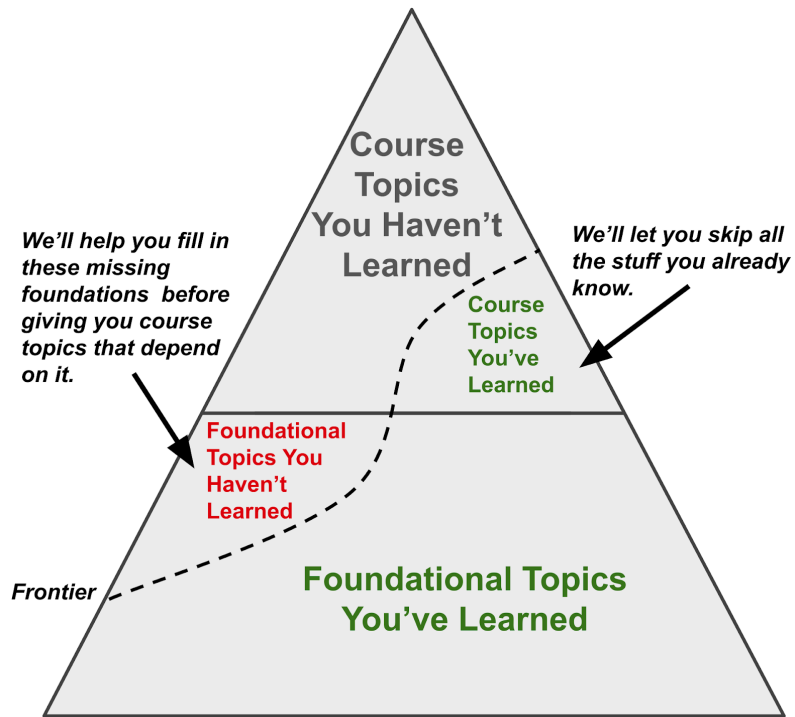 Course
Topics
You Haven’t
Learned
We’ll help you fill in
these missing
foundations  before
giving you course
topics that depend
on it.
We’ll let you skip all
the stuff you already
know.
Course
Topics
You’ve
Learned
Foundational
Topics You
Haven’t
Learned
Frontier
Foundational Topics
You’ve Learned